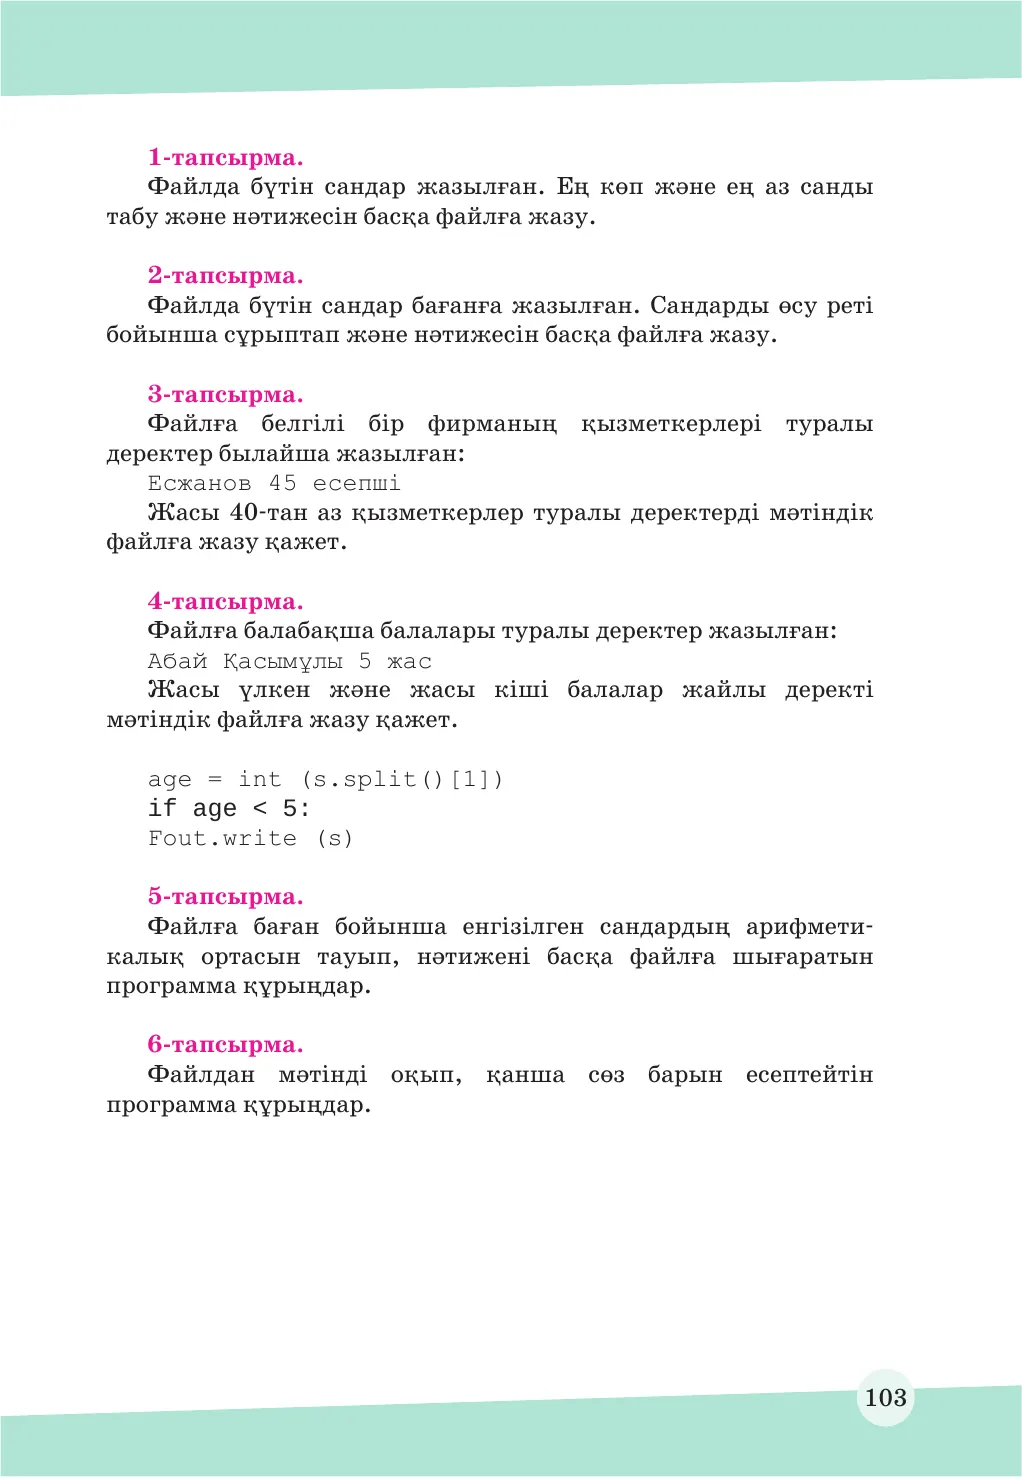 1-тапсырма.
Файлда бүтін сандар жазылған. Ең көп және ең аз санды
табу және нәтижесін басқа файлға жазу.
2-тапсырма.
Файлда бүтін сандар бағанға жазылған. Сандарды өсу реті
бойынша сұрыптап және нәтижесін басқа файлға жазу.
3-тапсырма.
Файлға белгілі бір фирманың қызметкерлері туралы
деректер былайша жазылған:
Есжанов 45 есепші
Жасы 40-тан аз қызметкерлер туралы деректерді мәтіндік
файлға жазу қажет.
4-тапсырма.
Файлға балабақша балалары туралы деректер жазылған:
Абай Қасымұлы 5 жас
Жасы үлкен және жасы кіші балалар жайлы деректі
мәтіндік файлға жазу қажет.
age = int (s.split()[1])
if age < 5:
Fout.write (s)
5-тапсырма.
Файлға баған бойынша енгізілген сандардың арифмети-
калық ортасын тауып, нәтижені басқа файлға шығаратын
программа құрыңдар.
6-тапсырма.
Файлдан мәтінді оқып, қанша сөз барын есептейтін
программа құрыңдар.
103